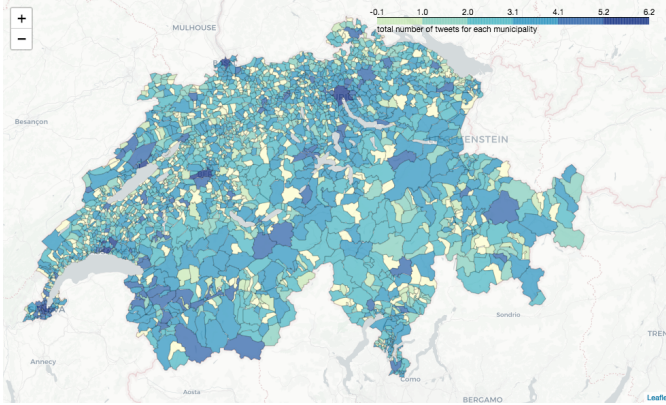 +
−
-0.1 1.0 2.0 3.1 4.1 5.2 6.2
total number of tweets for each municipality
MULHOUSE
Besançon
LIECHTENSTEIN
Sondrio
Annecy
Aosta
Como
BERGAMO